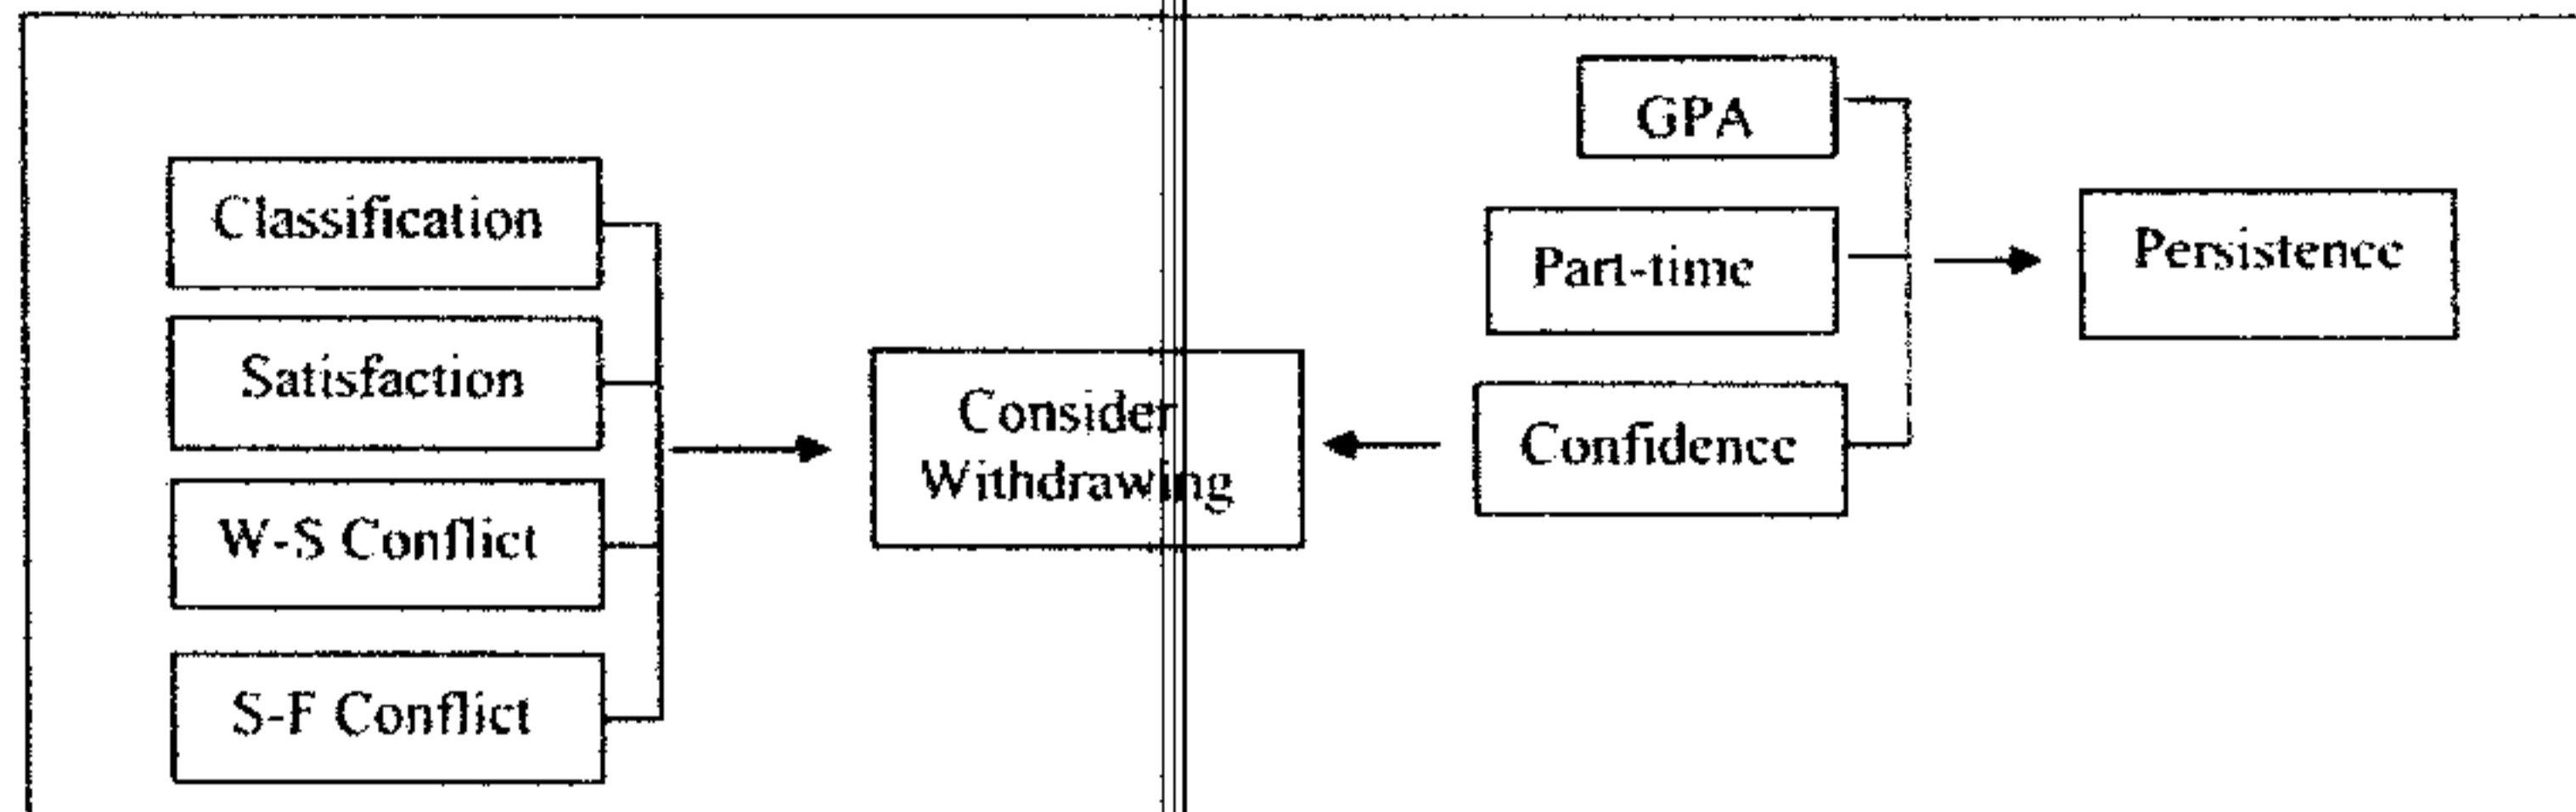 Classification
Satisfaction
W-S Conflict
S-F Conflict
Consider
Withdrawing
GPA
Part-time
Confidence
Persistence